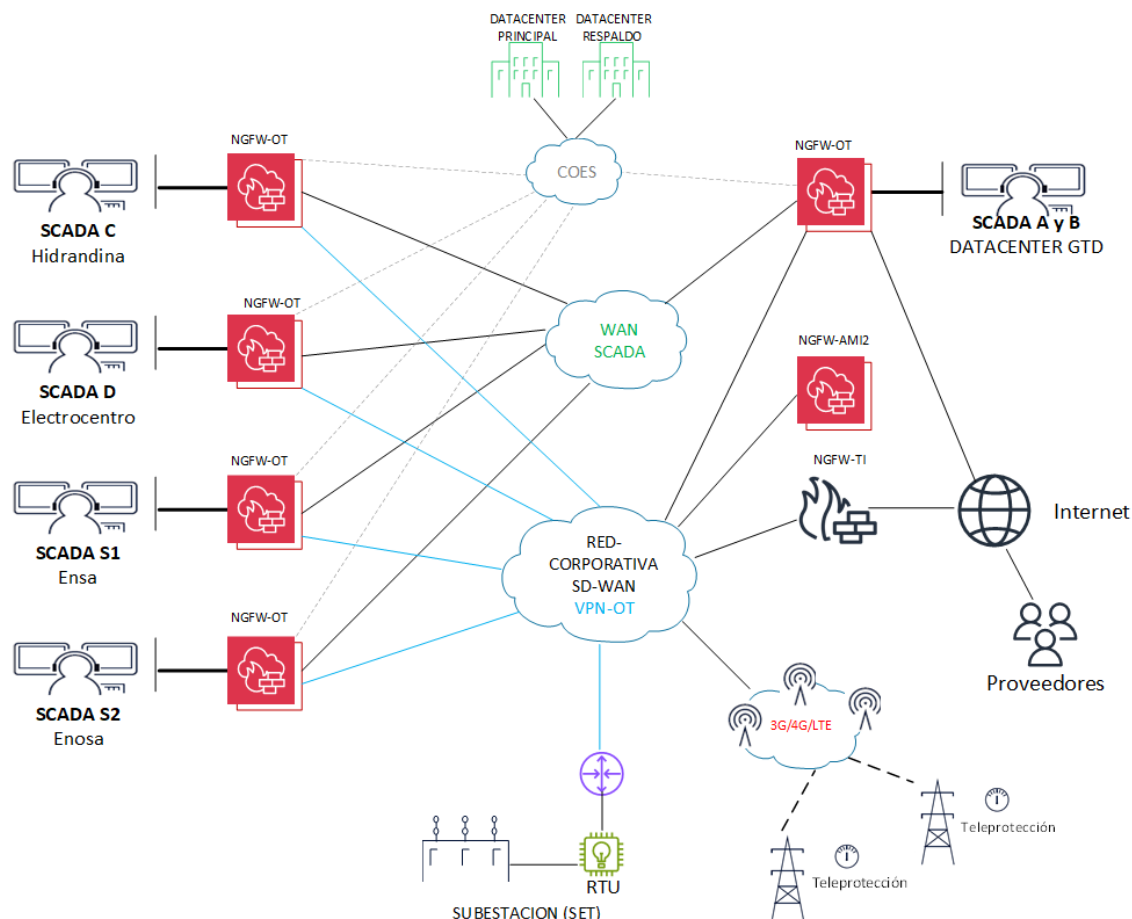 DATACENTER
PRINCIPAL
DATACENTER
RESPALDO
NGFW-OT
COES
NGFW-OT
SCADA C
Hidrandina
SCADA A y B
DATACENTER GTD
NGFW-OT
WAN
SCADA
NGFW-AMI2
SCADA D
Electrocentro
NGFW-OT
NGFW-TI
Internet
SCADA S1
Ensa
RED-
CORPORATIVA
SD-WAN
VPN-OT
NGFW-OT
Proveedores
SCADA S2
Enosa
3G/4G/LTE
Teleprotección
Teleprotección
RTU
SUBESTACION (SET)